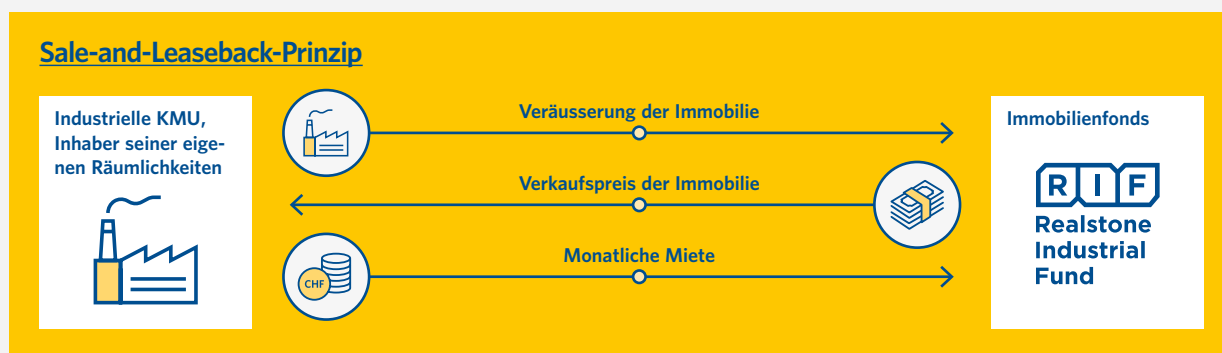 Sale-and-Leaseback-Prinzip
Industrielle KMU,
Inhaber seiner eige-
nen Räumlichkeiten
Veräusserung der Immobilie
Verkaufspreis der Immobilie
CHF
Monatliche Miete
Immobilienfonds
RIF
Realstone
Industrial
Fund